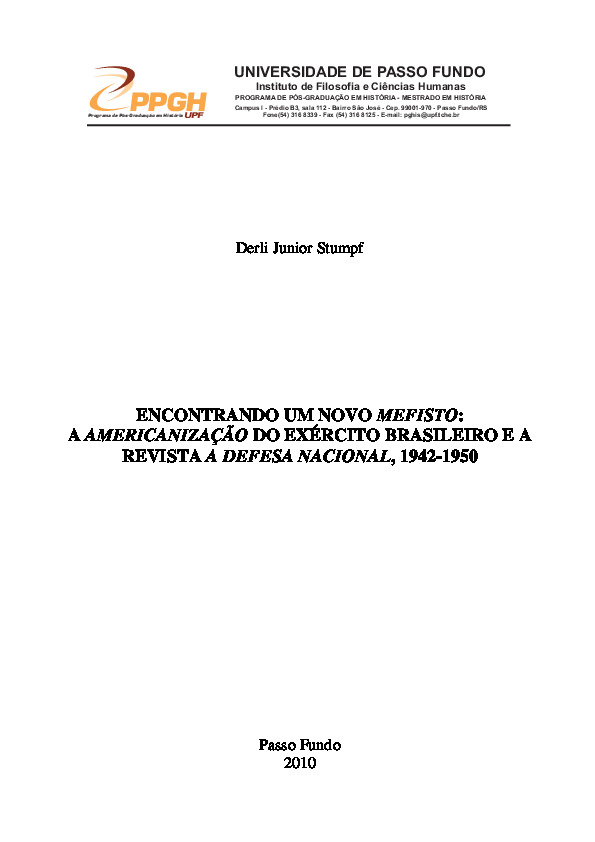 PPGH
Programa de Pós-Graduação em História UPF
UNIVERSIDADE DE PASSO FUNDO
Instituto de Filosofia e Ciências Humanas
PROGRAMA DE PÓS-GRADUAÇÃO EM HISTÓRIA - MESTRADO EM HISTÓRIA
Campus I - Prédio B3, sala 112 - Bairro São José - Cep. 99001-970 - Passo Fundo/RS
Fone(54) 316 8339 - Fax (54) 316 8125 - E-mail: pghis@upf.tche.br
Derli Junior Stumpf
ENCONTRANDO UM NOVO MEFISTO:
A AMERICANIZAÇÃO DO EXÉRCITO BRASILEIRO E A
REVISTA A DEFESA NACIONAL, 1942-1950
Passo Fundo
2010